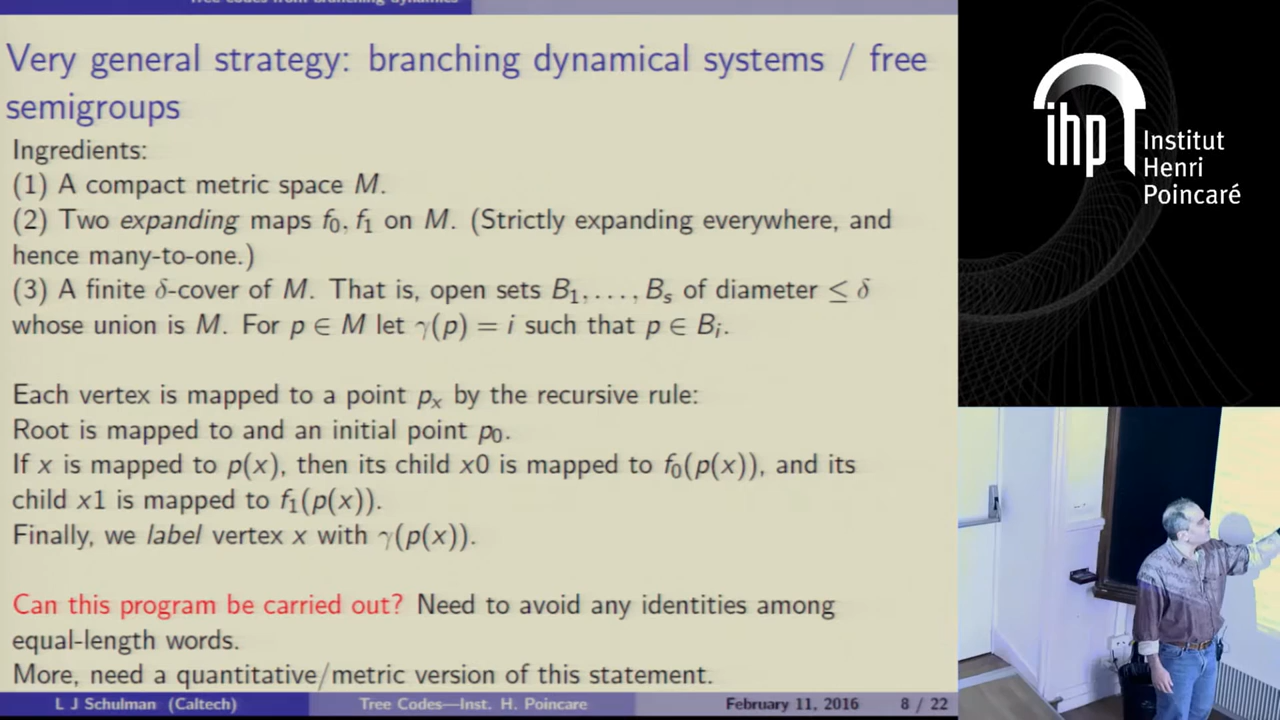 Tree Codes from branching dynamics
Very general strategy: branching dynamical systems / free
semigroups
Ingredients:
(1) A compact metric space M.
(2) Two expanding maps f₀, f₁ on M. (Strictly expanding everywhere, and
hence many-to-one.)
(3) A finite δ-cover of M. That is, open sets B₁, . . . , Bₛ of diameter ≤ δ
whose union is M. For p ∈ M let γ(p) = i such that p ∈ Bᵢ.
Each vertex is mapped to a point pₓ by the recursive rule:
Root is mapped to and an initial point p₀.
If x is mapped to p(x), then its child x0 is mapped to f₀(p(x)), and its
child x1 is mapped to f₁(p(x)).
Finally, we label vertex x with γ(p(x)).
Can this program be carried out? Need to avoid any identities among
equal-length words.
More, need a quantitative/metric version of this statement.
L J Schulman (Caltech) Tree Codes—Inst. H. Poincare February 11, 2016 8 / 22
ihp
Institut
Henri
Poincaré